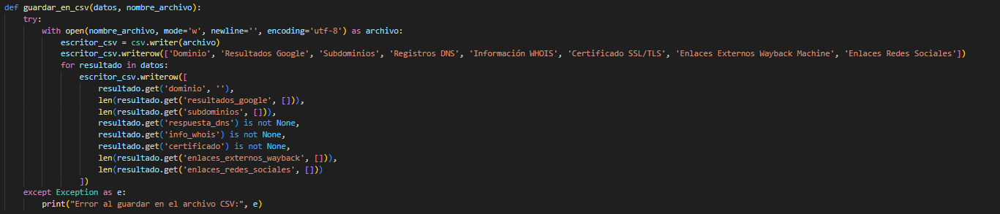 def guardar_en_csv(datos, nombre_archivo):
    try:
        with open(nombre_archivo, mode='w', newline='', encoding='utf-8') as archivo:
            escritor_csv = csv.writer(archivo)
            escritor_csv.writerow(['Dominio', 'Resultados Google', 'Subdominios', 'Registros DNS', 'Información WHOIS', 'Certificado SSL/TLS', 'Enlaces Externos Wayback Machine', 'Enlaces Redes Sociales'])
            for resultado in datos:
                escritor_csv.writerow([
                    resultado.get('dominio', ''),
                    len(resultado.get('resultados_google', [])),
                    len(resultado.get('subdominios', [])),
                    resultado.get('respuesta_dns') is not None,
                    resultado.get('info_whois') is not None,
                    resultado.get('certificado') is not None,
                    len(resultado.get('enlaces_externos_wayback', [])),
                    len(resultado.get('enlaces_redes_sociales', []))
                ])
    except Exception as e:
        print("Error al guardar en el archivo CSV:", e)